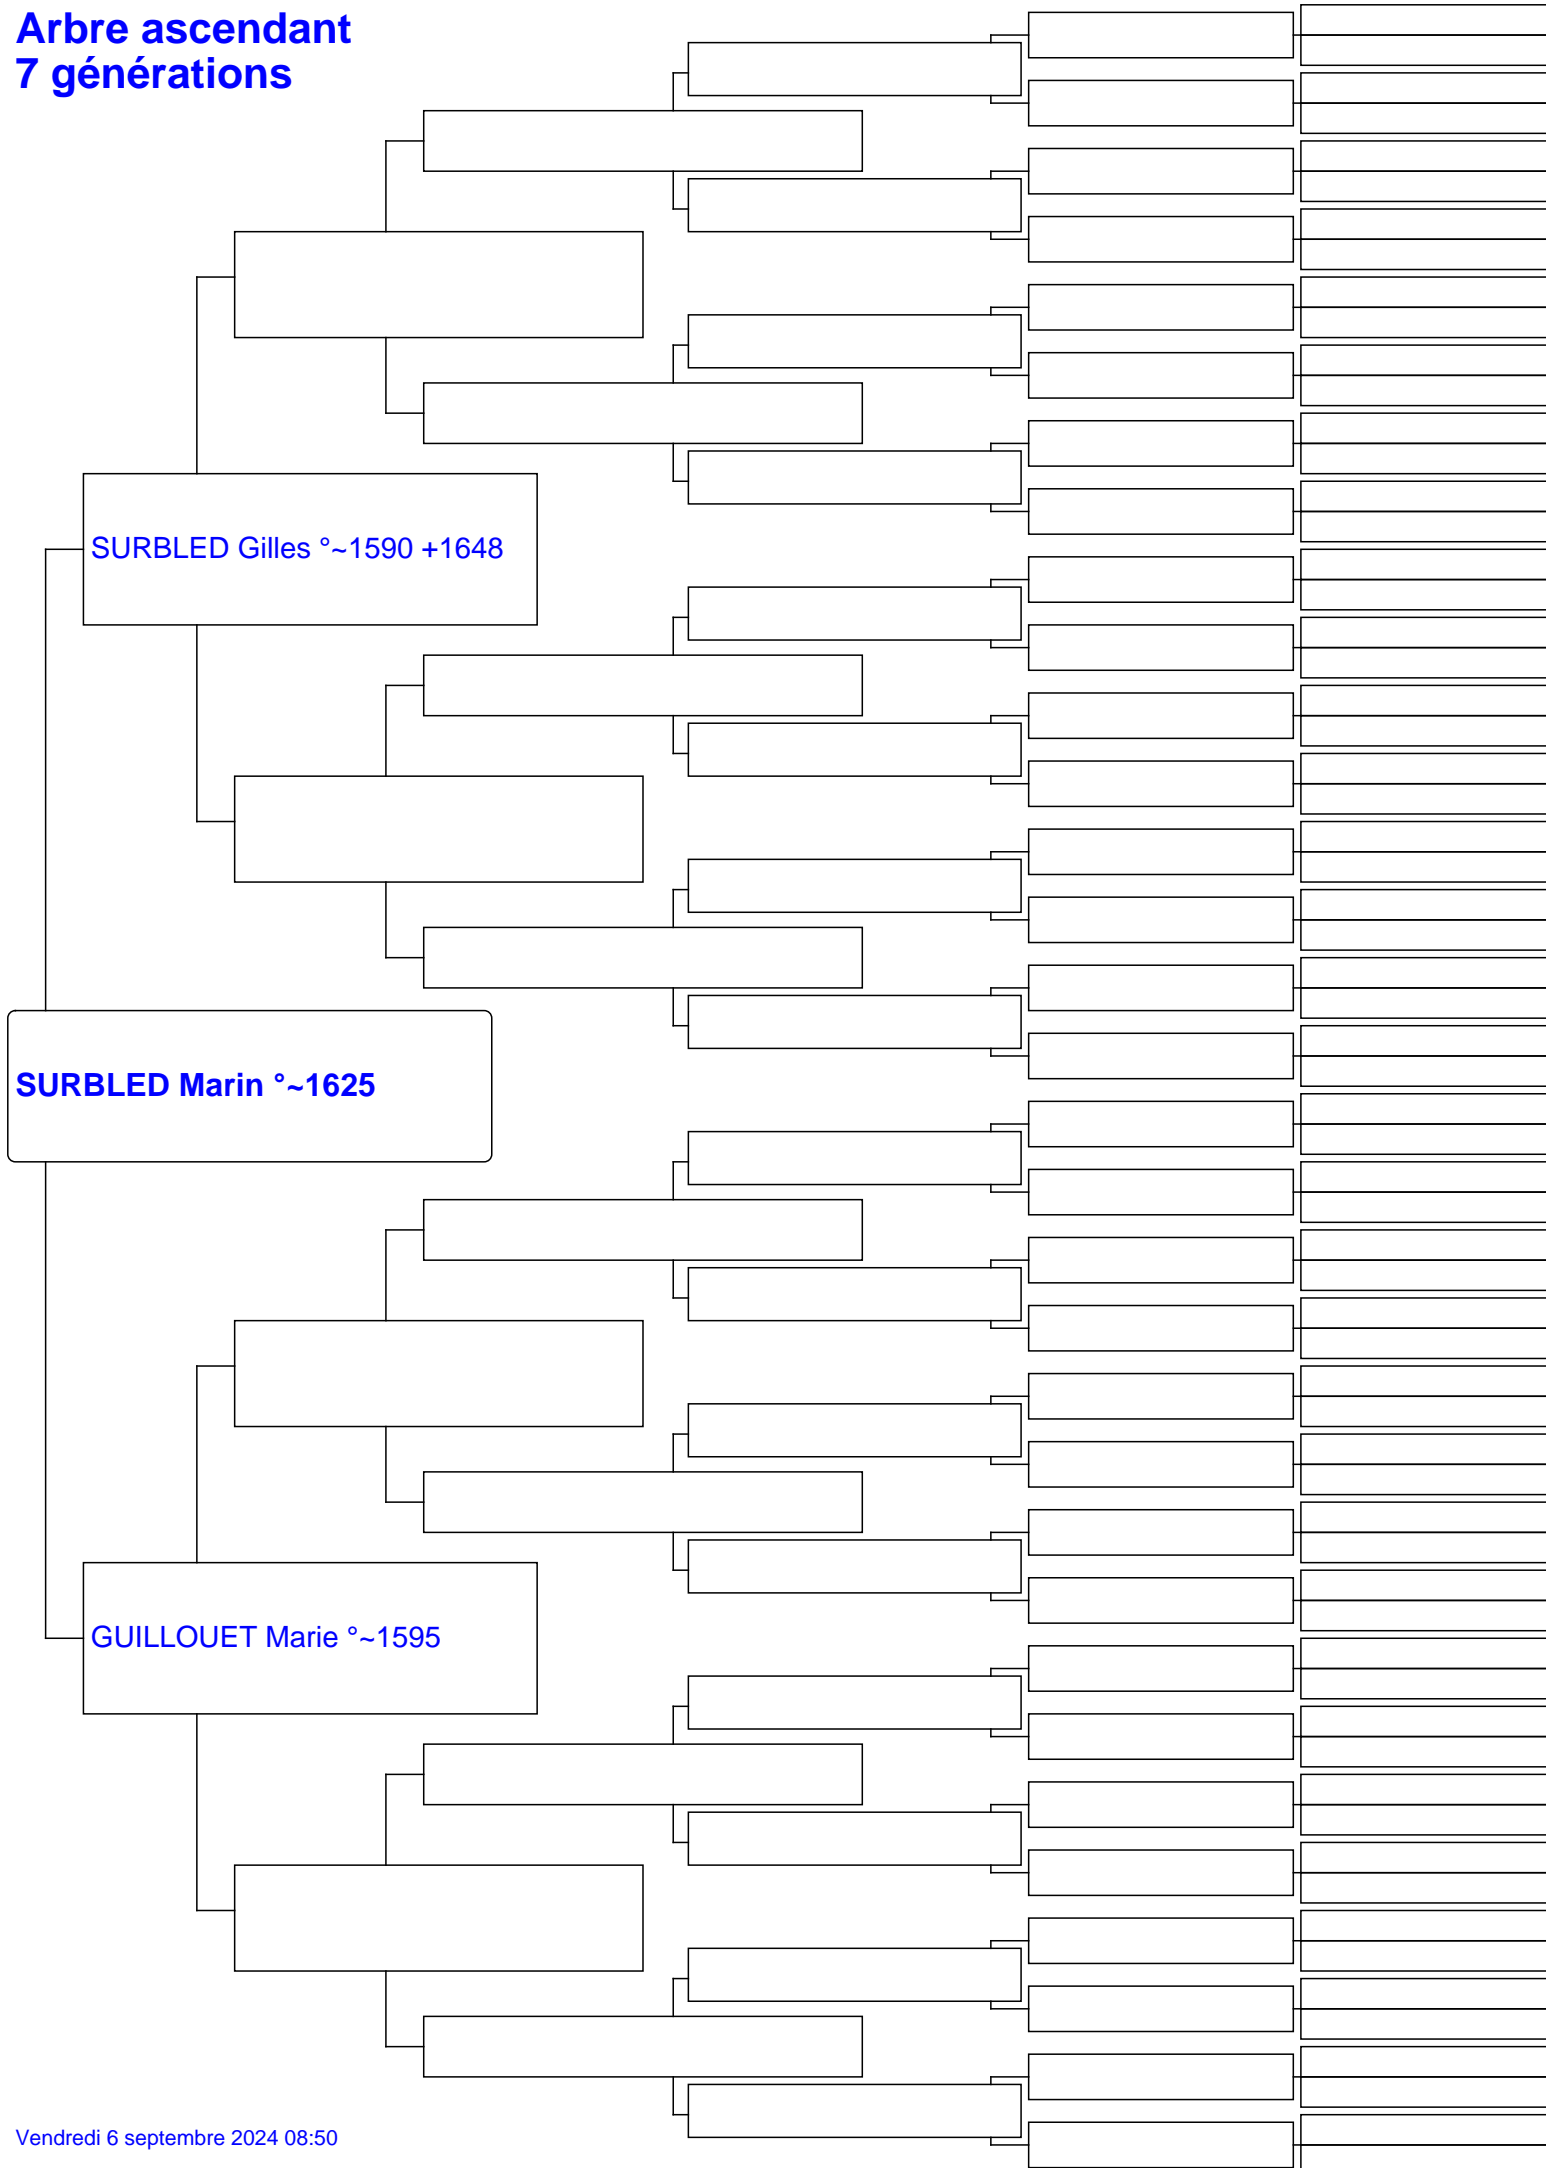 Arbre ascendant
7 générations
SURBLED Gilles °~1590 +1648
SURBLED Marin °~1625
GUILLOUET Marie °~1595
Vendredi 6 septembre 2024 08:50